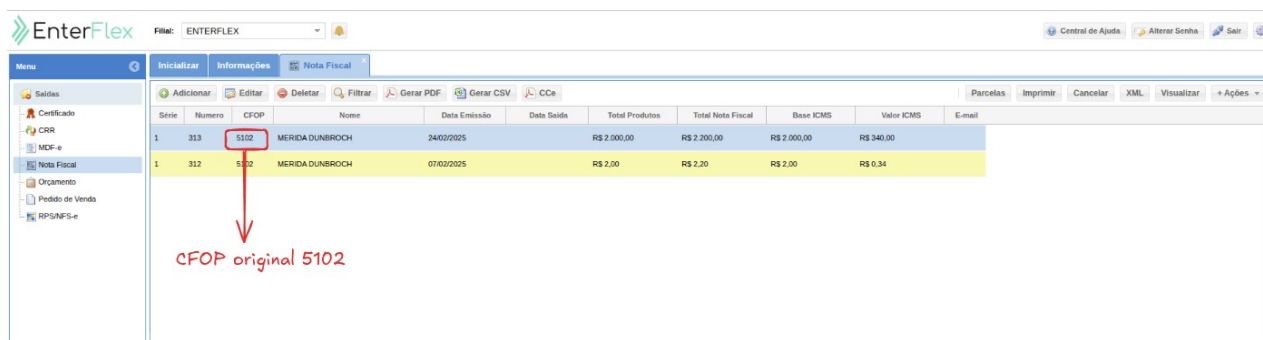 EnterFlex
Filial: ENTERFLEX
Central de Ajuda Alterar Senha Sair
Menu
Inicializar Informações Nota Fiscal
Saídas
Certificado
CRR
MDF-e
Nota Fiscal
Orçamento
Pedido de Venda
RPS/NFS-e
Adicionar Editar Deletar Filtrar Gerar PDF Gerar CSV CCe Parcelas Imprimir Cancelar XML Visualizar + Ações
Série Numero CFOP Nome Data Emissão Data Saída Total Produtos Total Nota Fiscal Base ICMS Valor ICMS E-mail
1 313 5102 MERIDA DUNBROCH 24/02/2025 R$ 2.000,00 R$ 2.200,00 R$ 2.000,00 R$ 340,00
1 312 5102 MERIDA DUNBROCH 07/02/2025 R$ 2,00 R$ 2,20 R$ 2,00 R$ 0,34
CFOP original 5102